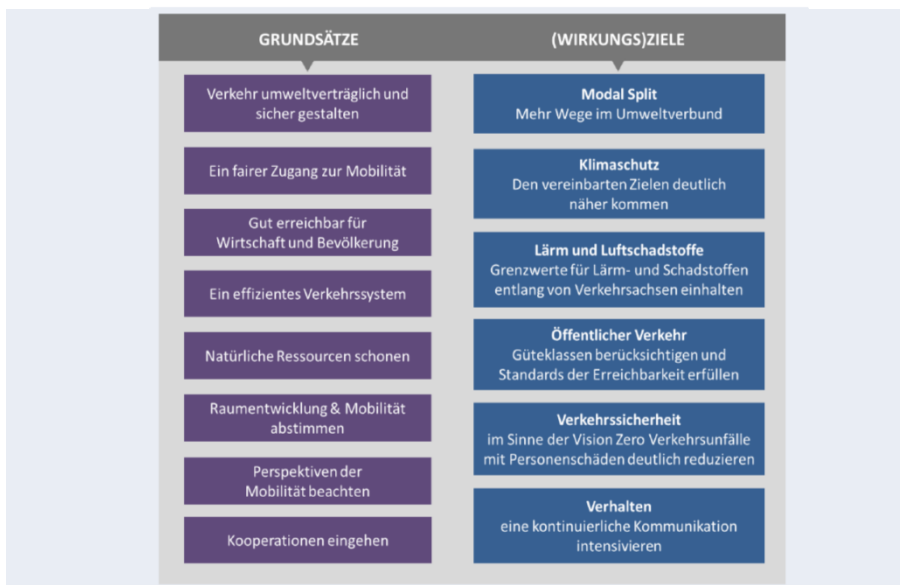 GRUNDSÄTZE
Verkehr umweltverträglich und
sicher gestalten
Ein fairer Zugang zur Mobilität
Gut erreichbar für
Wirtschaft und Bevölkerung
Ein effizientes Verkehrssystem
Natürliche Ressourcen schonen
Raumentwicklung & Mobilität
abstimmen
Perspektiven der
Mobilität beachten
Kooperationen eingehen
(WIRKUNGS)ZIELE
Modal Split
Mehr Wege im Umweltverbund
Klimaschutz
Den vereinbarten Zielen deutlich
näher kommen
Lärm und Luftschadstoffe
Grenzwerte für Lärm- und Schadstoffen
entlang von Verkehrsachsen einhalten
Öffentlicher Verkehr
Güteklassen berücksichtigen und
Standards der Erreichbarkeit erfüllen
Verkehrssicherheit
im Sinne der Vision Zero Verkehrsunfälle
mit Personenschäden deutlich reduzieren
Verhalten
eine kontinuierliche Kommunikation
intensivieren